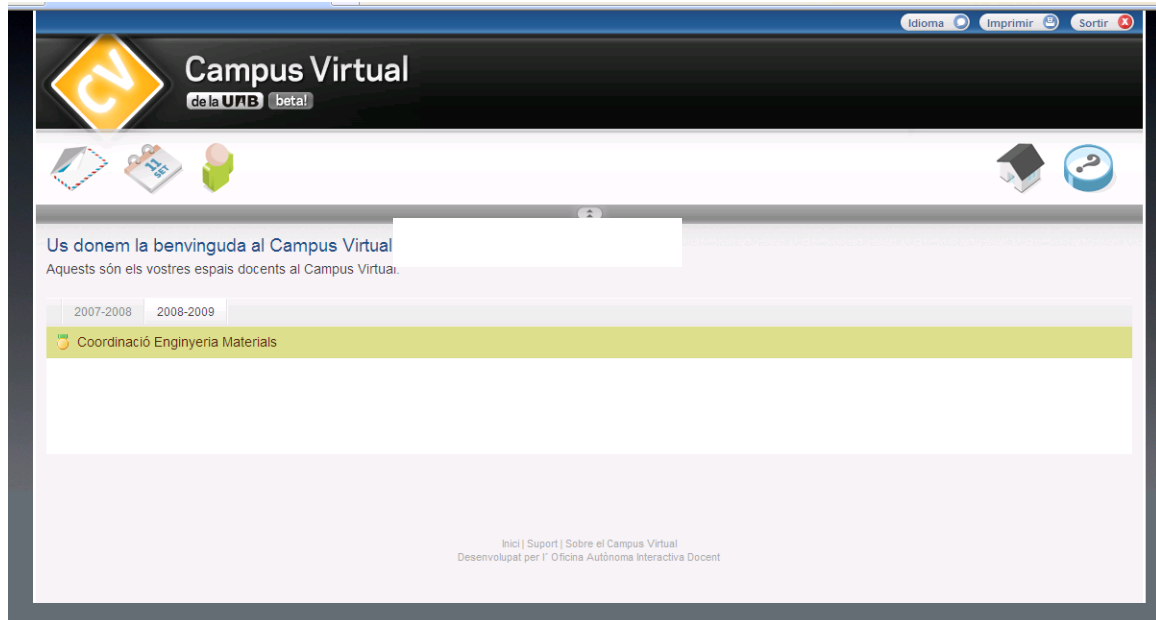 Idioma
Imprimir
Sortir
CV
Campus Virtual
de la UAB beta!
11
SET
?
Us donem la benvinguda al Campus Virtual
Aquests són els vostres espais docents al Campus Virtual.
2007-2008 2008-2009
Coordinació Enginyeria Materials
Inici | Suport | Sobre el Campus Virtual
Desenvolupat per l' Oficina Autònoma Interactiva Docent